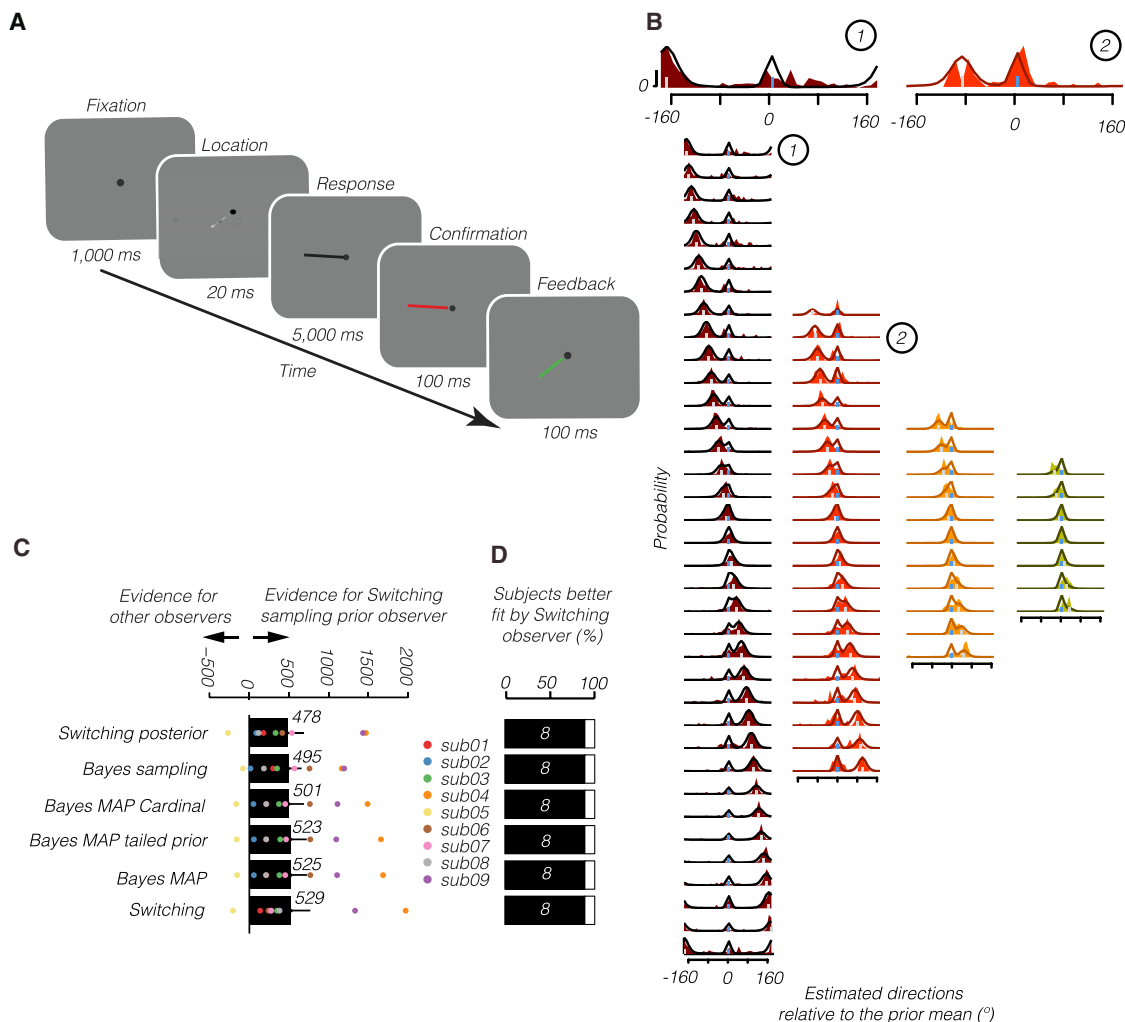 A
Fixation
Location
Response
Confirmation
Feedback
1,000 ms
20 ms
5,000 ms
100 ms
100 ms
Time
B
1
2
0
-160
0
160
-160
0
160
1
2
Probability
-160
0
160
Estimated directions
relative to the prior mean (°)
C
Evidence for
other observers
Evidence for Switching
sampling prior observer
−500
0
500
1000
1500
2000
Switching posterior
478
Bayes sampling
495
Bayes MAP Cardinal
501
Bayes MAP tailed prior
523
Bayes MAP
525
Switching
529
sub01
sub02
sub03
sub04
sub05
sub06
sub07
sub08
sub09
D
Subjects better
fit by Switching
observer (%)
0
50
100
8
8
8
8
8
8